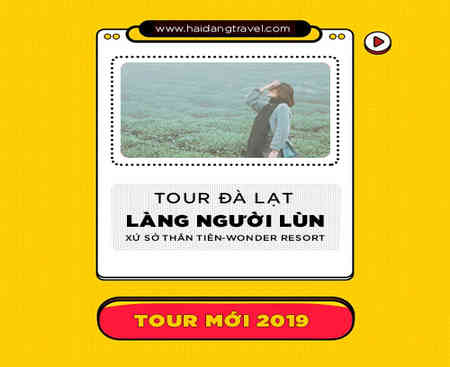 www.haidangtravel.com
TOUR ĐÀ LẠT
LÀNG NGƯỜI LÙN
XỨ SỞ THẦN TIÊN-WONDER RESORT
TOUR MỚI 2019